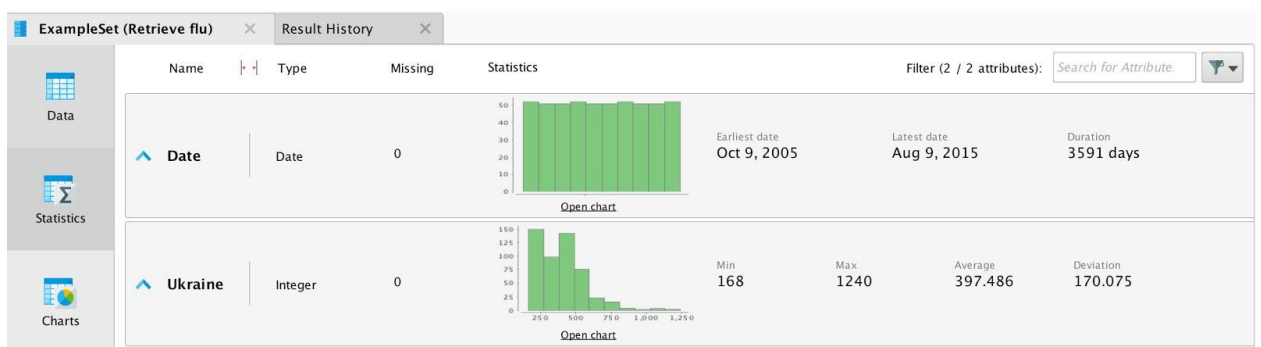 ExampleSet (Retrieve flu)
Result History
Data
Statistics
Charts
Name Type Missing Statistics Filter (2 / 2 attributes): Search for Attribute.
Date Date 0
50
40
30
20
10
0
Open chart
Earliest date
Oct 9, 2005
Latest date
Aug 9, 2015
Duration
3591 days
Ukraine Integer 0
150
125
100
75
50
25
0
250 500 750 1,000 1,250
Open chart
Min
168
Max
1240
Average
397.486
Deviation
170.075